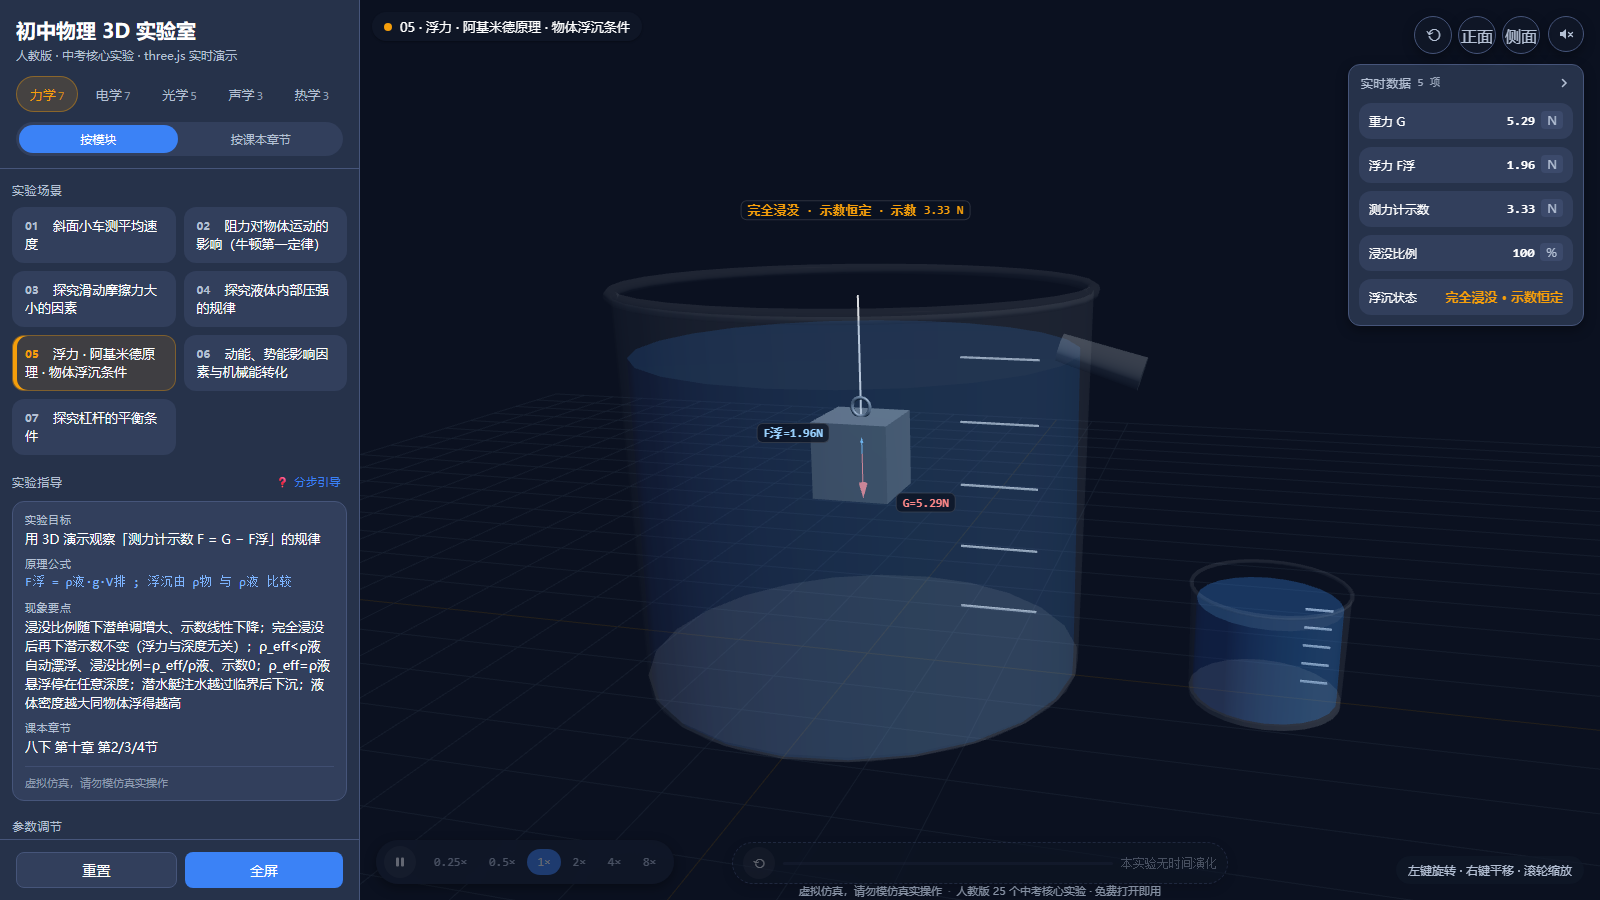 初中物理 3D 实验室
人教版 · 中考核心实验 · three.js 实时演示
力学 7
电学 7
光学 5
声学 3
热学 3
按模块
按课本章节
实验场景
01 斜面小车测平均速
度
02 阻力对物体运动的
影响（牛顿第一定律）
03 探究滑动摩擦力大
小的因素
04 探究液体内部压强
的规律
05 浮力 · 阿基米德原
理 · 物体浮沉条件
06 动能、势能影响因
素与机械能转化
07 探究杠杆的平衡条
件
实验指导
❓ 分步引导
实验目标
用 3D 演示观察「测力计示数 F = G − F浮」的规律
原理公式
F浮 = ρ液·g·V排 ; 浮沉由 ρ物 与 ρ液 比较
现象要点
浸没比例随下潜单调增大、示数线性下降；完全浸没
后再下潜示数不变（浮力与深度无关）；ρ_eff<ρ液
自动漂浮、浸没比例=ρ_eff/ρ液、示数0；ρ_eff=ρ液
悬浮停在任意深度；潜水艇注水越过临界后下沉；液
体密度越大同物体浮得越高
课本章节
八下 第十章 第2/3/4节
虚拟仿真，请勿模仿真实操作
参数调节
重置
全屏
05 · 浮力 · 阿基米德原理 · 物体浮沉条件
正面
侧面
实时数据 5 项
重力 G 5.29 N
浮力 F浮 1.96 N
测力计示数 3.33 N
浸没比例 100 %
浮沉状态 完全浸没 • 示数恒定
完全浸没 · 示数恒定 · 示数 3.33 N
F浮=1.96N
G=5.29N
0.25×
0.5×
1×
2×
4×
8×
本实验无时间演化
左键旋转 · 右键平移 · 滚轮缩放
虚拟仿真，请勿模仿真实操作 · 人教版 25 个中考核心实验 · 免费打开即用